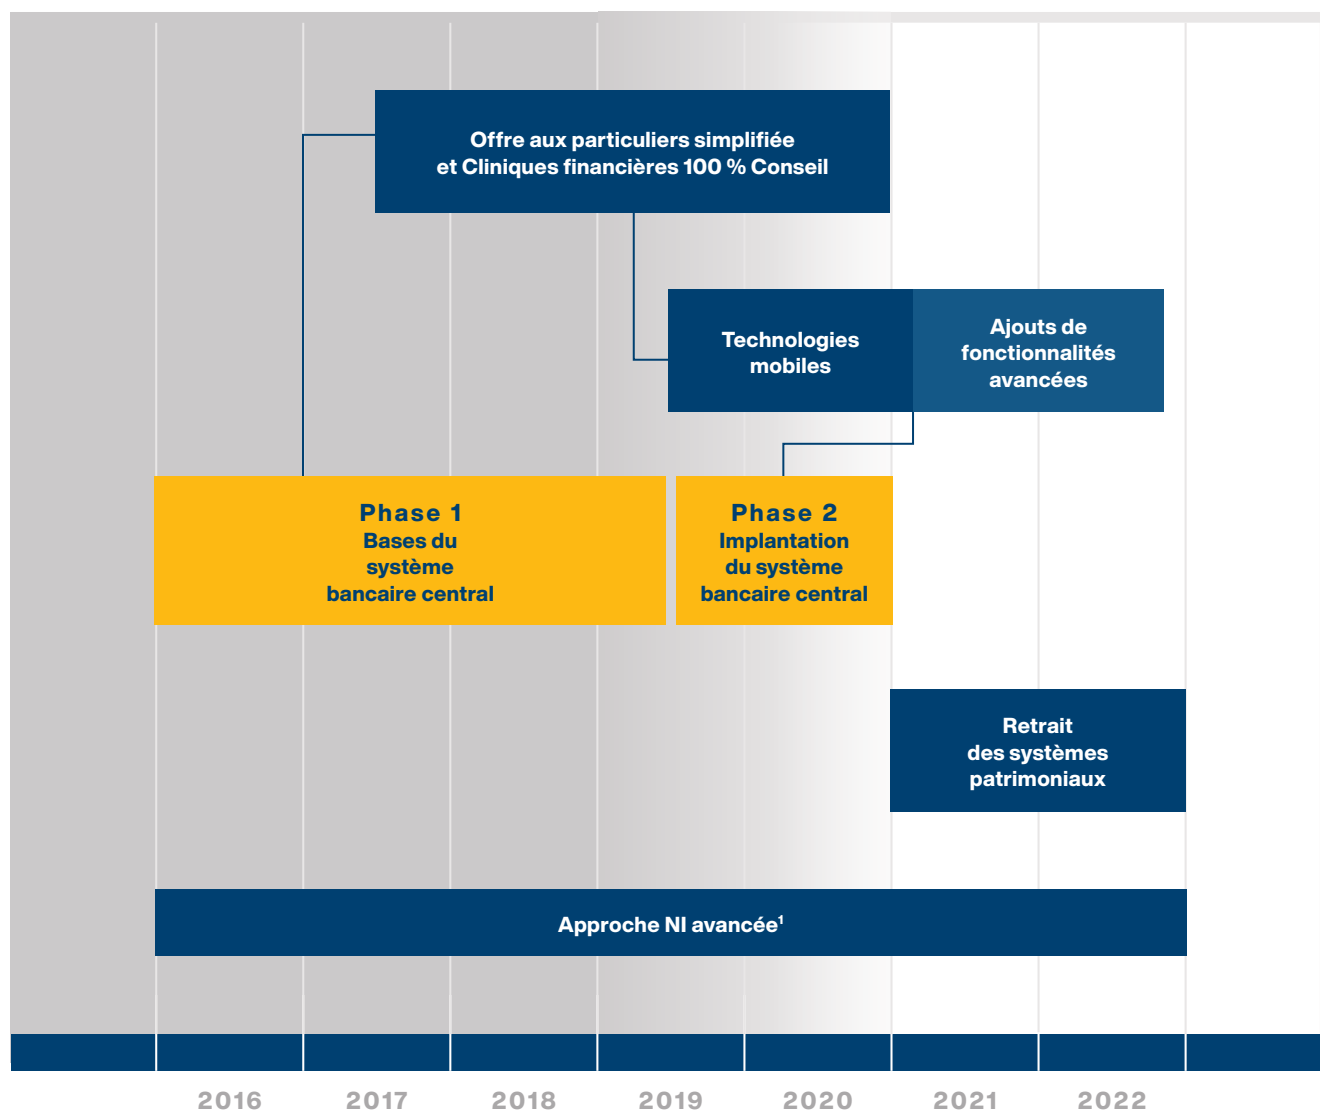 Offre aux particuliers simplifiée
et Cliniques financières 100 % Conseil
Technologies
mobiles
Ajouts de
fonctionnalités
avancées
Phase 1
Bases du
système
bancaire central
Phase 2
Implantation
du système
bancaire central
Retrait
des systèmes
patrimoniaux
Approche NI avancée¹
2016 2017 2018 2019 2020 2021 2022